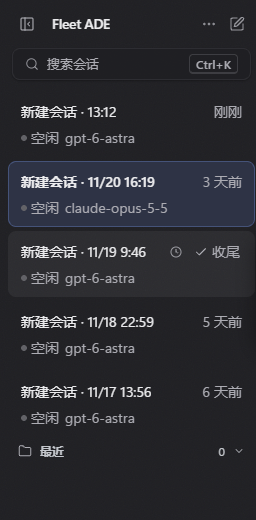 Fleet ADE
搜索会话 Ctrl+K
新建会话 · 13:12 刚刚
空闲 gpt-6-astra
新建会话 · 11/20 16:19 3 天前
空闲 claude-opus-5-5
新建会话 · 11/19 9:46 收尾
空闲 gpt-6-astra
新建会话 · 11/18 22:59 5 天前
空闲 gpt-6-astra
新建会话 · 11/17 13:56 6 天前
空闲 gpt-6-astra
最近 0